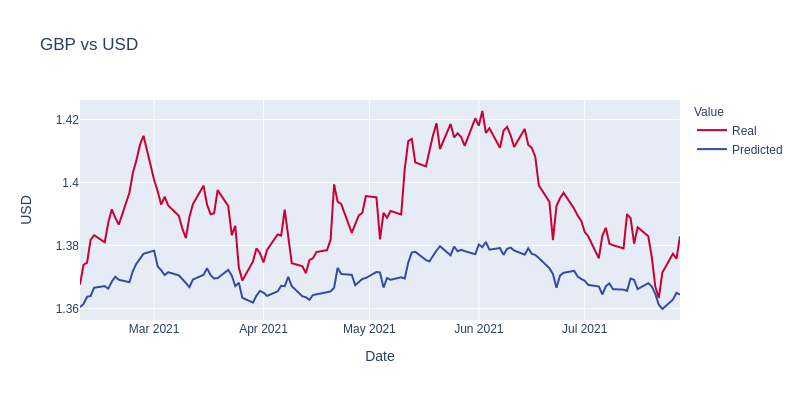 GBP vs USD
Value
Real
Predicted
1.42
1.4
1.38
1.36
USD
Mar 2021
Apr 2021
May 2021
Jun 2021
Jul 2021
Date